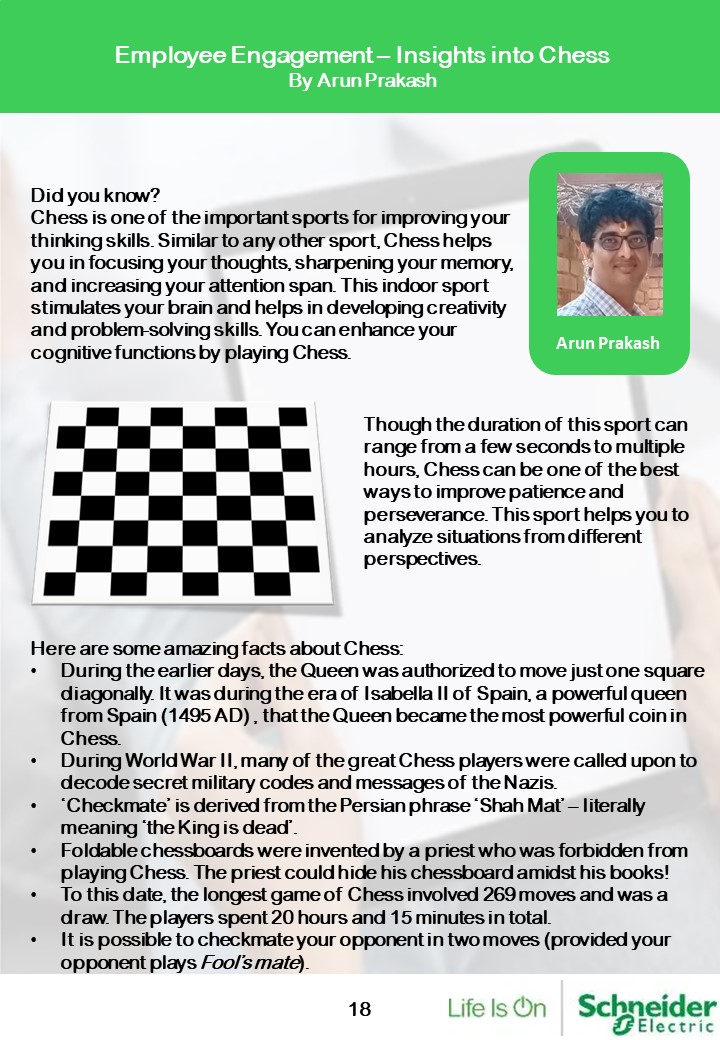 Employee Engagement – Insights into Chess
By Arun Prakash
Did you know?
Chess is one of the important sports for improving your
thinking skills. Similar to any other sport, Chess helps
you in focusing your thoughts, sharpening your memory,
and increasing your attention span. This indoor sport
stimulates your brain and helps in developing creativity
and problem-solving skills. You can enhance your
cognitive functions by playing Chess.
Arun Prakash
Though the duration of this sport can
range from a few seconds to multiple
hours, Chess can be one of the best
ways to improve patience and
perseverance. This sport helps you to
analyze situations from different
perspectives.
Here are some amazing facts about Chess:
• During the earlier days, the Queen was authorized to move just one square
diagonally. It was during the era of Isabella II of Spain, a powerful queen
from Spain (1495 AD) , that the Queen became the most powerful coin in
Chess.
• During World War II, many of the great Chess players were called upon to
decode secret military codes and messages of the Nazis.
• ‘Checkmate’ is derived from the Persian phrase ‘Shah Mat’ – literally
meaning ‘the King is dead’.
• Foldable chessboards were invented by a priest who was forbidden from
playing Chess. The priest could hide his chessboard amidst his books!
• To this date, the longest game of Chess involved 269 moves and was a
draw. The players spent 20 hours and 15 minutes in total.
• It is possible to checkmate your opponent in two moves (provided your
opponent plays Fool’s mate).
18
Life Is On
Schneider
Electric